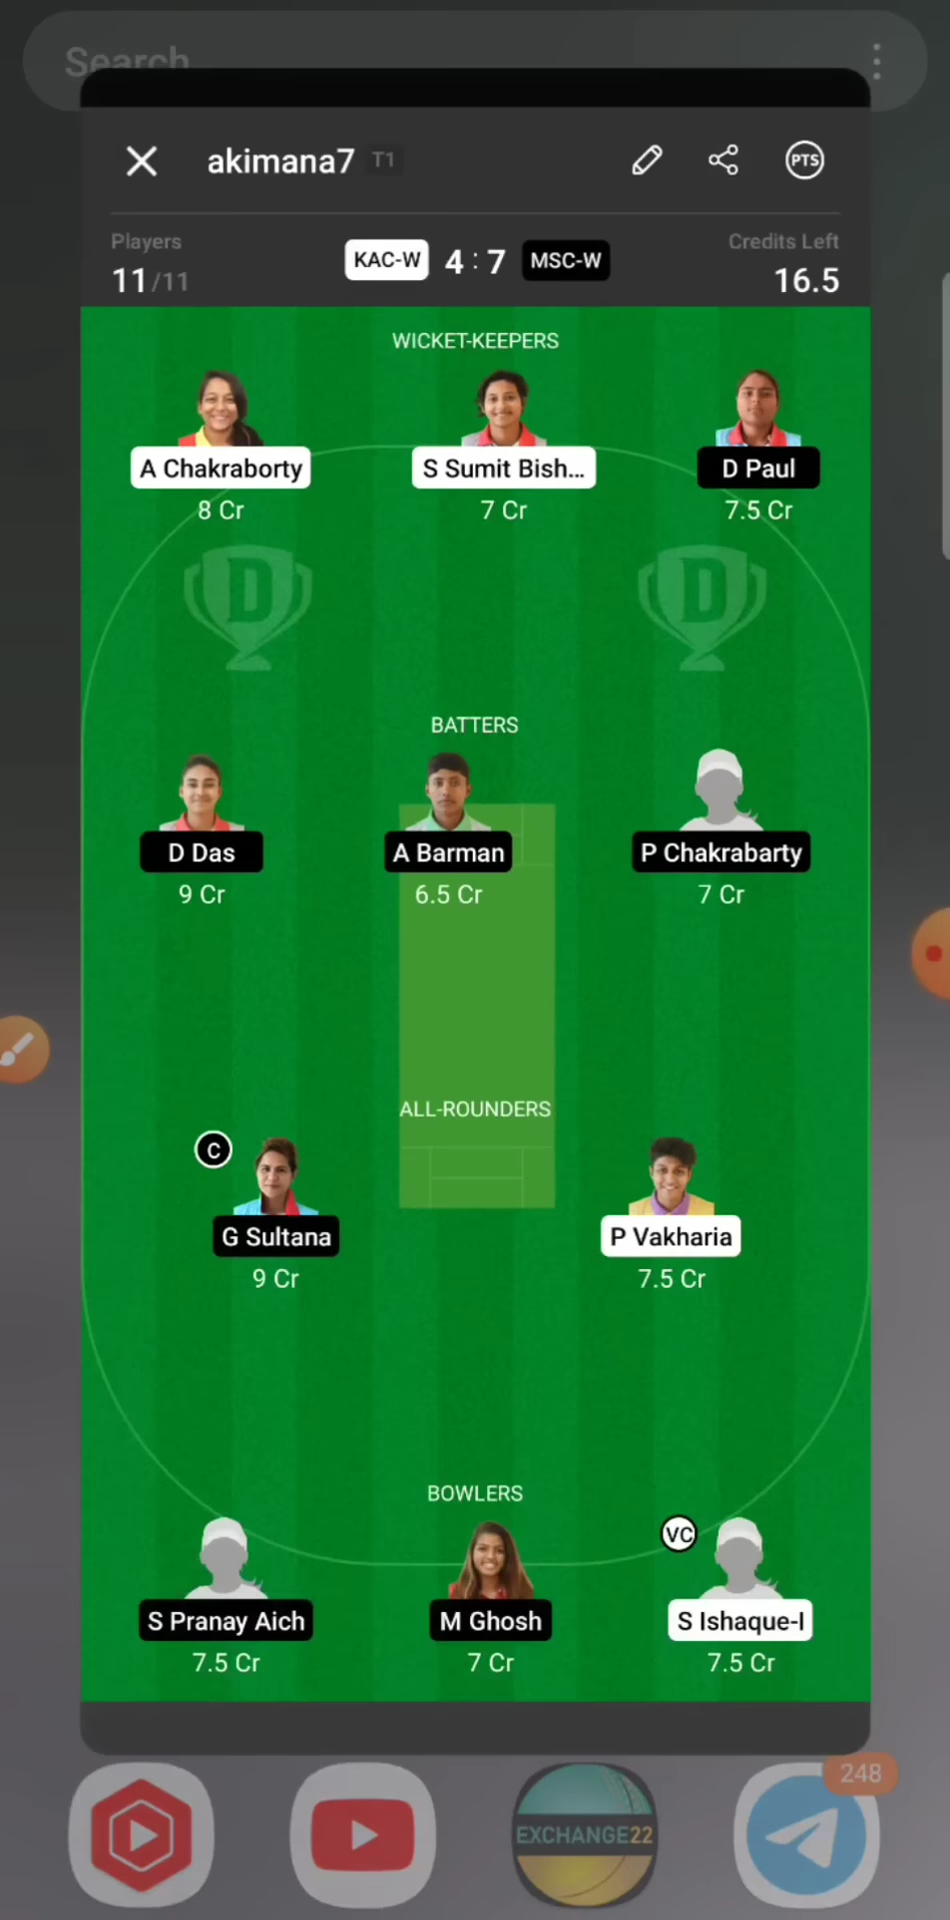 Search
akimana7 T1 PTS
Players KAC-W 4 : 7 MSC-W Credits Left
11/11 16.5
WICKET-KEEPERS
A Chakraborty S Sumit Bish... D Paul
8 Cr 7 Cr 7.5 Cr
D D
BATTERS
D Das A Barman P Chakrabarty
9 Cr 6.5 Cr 7 Cr
ALL-ROUNDERS
C
G Sultana P Vakharia
9 Cr 7.5 Cr
BOWLERS
VC
S Pranay Aich M Ghosh S Ishaque-I
7.5 Cr 7 Cr 7.5 Cr
248
EXCHANGE22